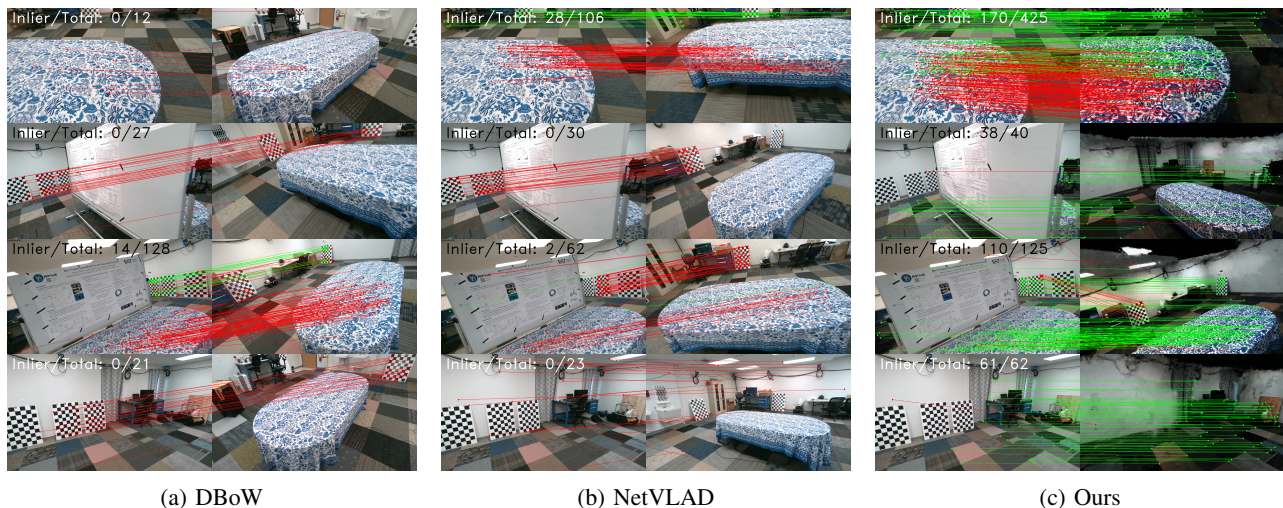 Inlier/Total: 0/12
Inlier/Total: 28/106
Inlier/Total: 170/425
Inlier/Total: 0/27
Inlier/Total: 0/30
Inlier/Total: 38/40
Inlier/Total: 14/128
Inlier/Total: 2/62
Inlier/Total: 110/125
Inlier/Total: 0/21
Inlier/Total: 0/23
Inlier/Total: 61/62
(a) DBoW
(b) NetVLAD
(c) Ours